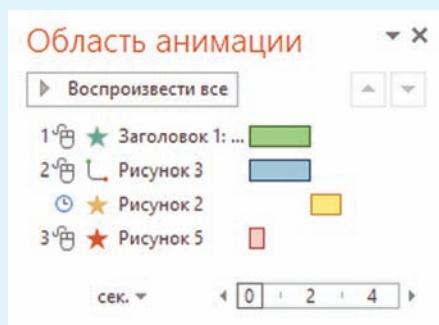 Область анимации
Воспроизвести все
1 Заголовок 1: ...
2 Рисунок 3
Рисунок 2
3 Рисунок 5
сек. 0 2 4